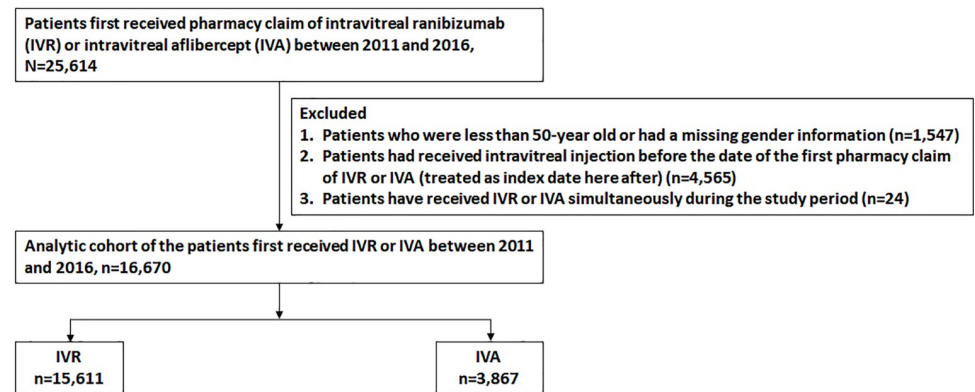 Patients first received pharmacy claim of intravitreal ranibizumab
(IVR) or intravitreal aflibercept (IVA) between 2011 and 2016,
N=25,614
Excluded
1. Patients who were less than 50-year old or had a missing gender information (n=1,547)
2. Patients had received intravitreal injection before the date of the first pharmacy claim
of IVR or IVA (treated as index date here after) (n=4,565)
3. Patients have received IVR or IVA simultaneously during the study period (n=24)
Analytic cohort of the patients first received IVR or IVA between 2011
and 2016, n=16,670
IVR
n=15,611
IVA
n=3,867